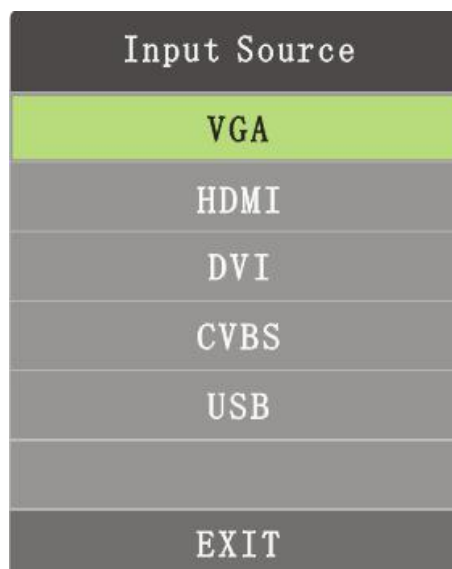 Input Source
VGA
HDMI
DVI
CVBS
USB
EXIT